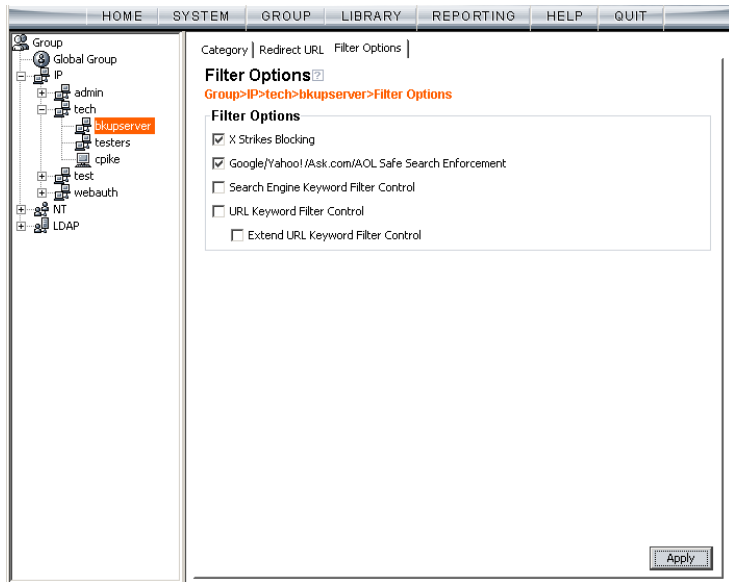 HOME SYSTEM GROUP LIBRARY REPORTING HELP QUIT
Group
Global Group
IP
admin
tech
bkupserver
testers
cpike
test
webauth
NT
LDAP
Category Redirect URL Filter Options
Filter Options
Group>IP>tech>bkupserver>Filter Options
Filter Options
X Strikes Blocking
Google/Yahoo!/Ask.com/AOL Safe Search Enforcement
Search Engine Keyword Filter Control
URL Keyword Filter Control
Extend URL Keyword Filter Control
Apply